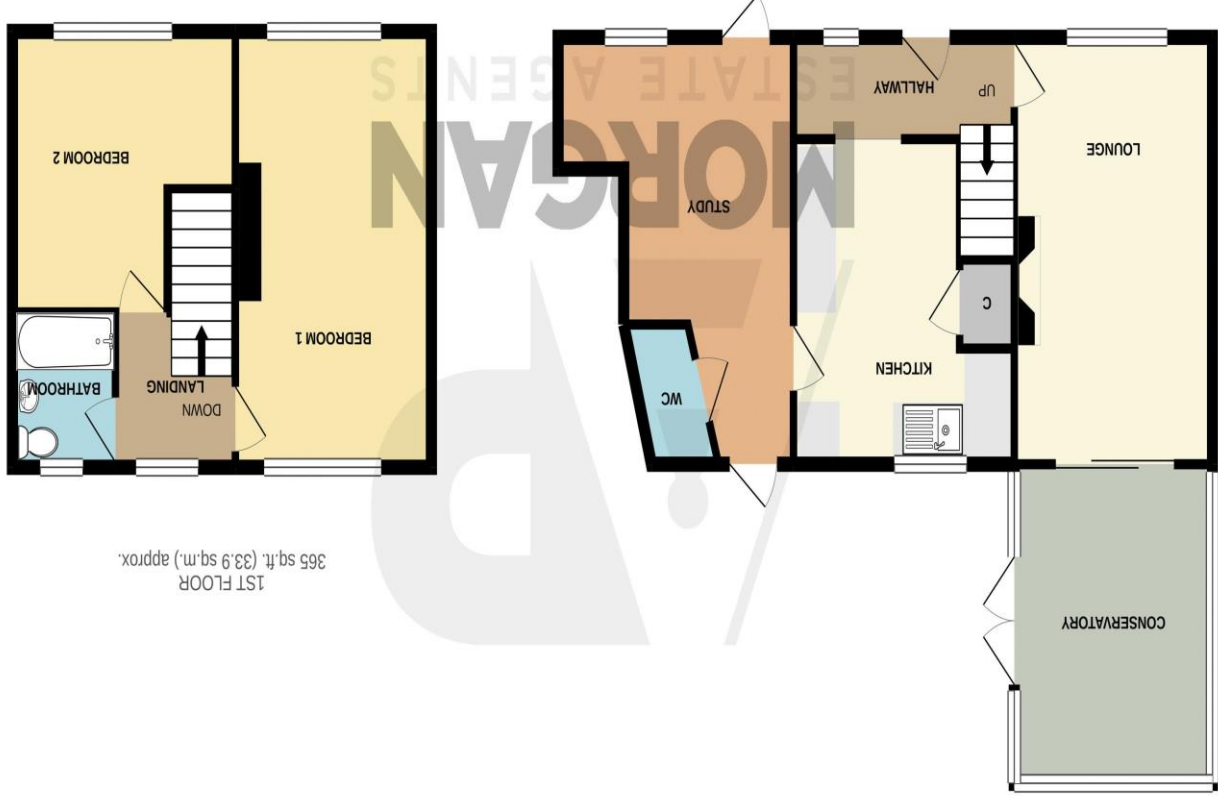 CONSERVATORY
1ST FLOOR
365 sq.ft. (33.9 sq.m.) approx.
KITCHEN
WC
C
STUDY
LOUNGE
UP
HALLWAY
DOWN
LANDING
BATHROOM
BEDROOM 1
BEDROOM 2
MORGAN
ESTATE AGENTS